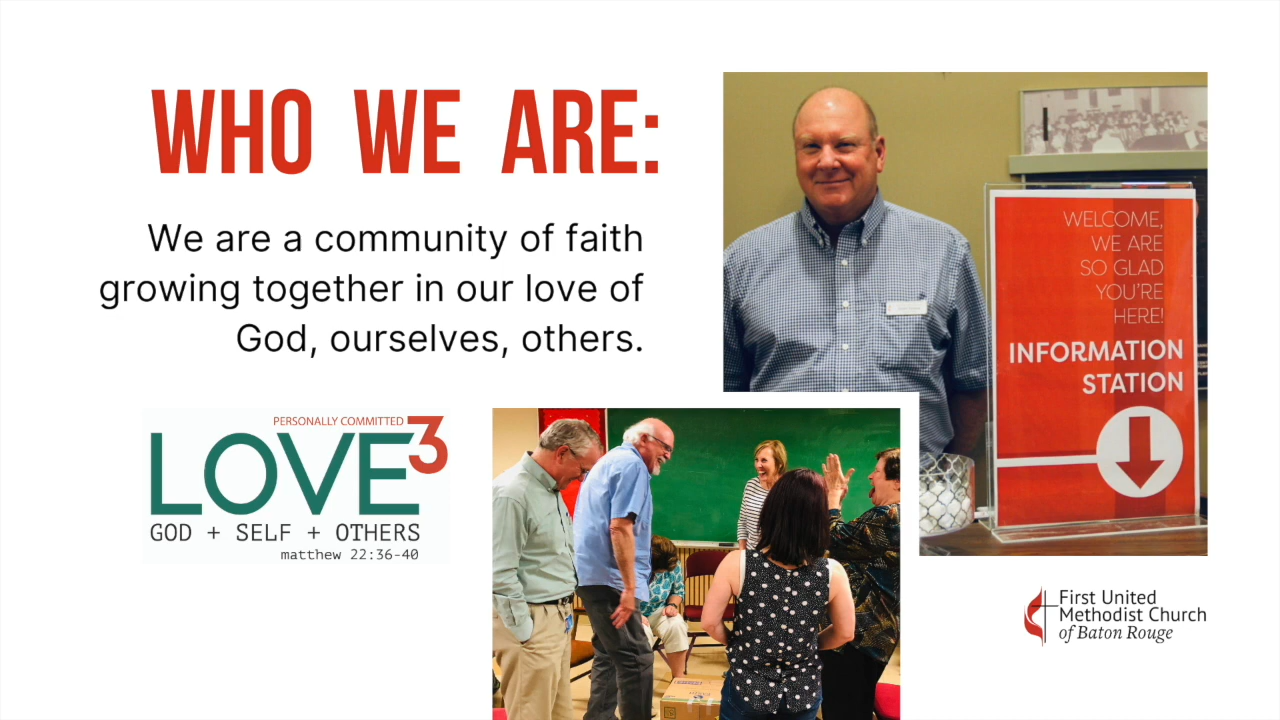 WHO WE ARE:
We are a community of faith
growing together in our love of
God, ourselves, others.
PERSONALLY COMMITTED
LOVE3
GOD + SELF + OTHERS
matthew 22:36-40
WELCOME,
WE ARE
SO GLAD
YOU'RE
HERE!
INFORMATION
STATION
First United
Methodist Church
of Baton Rouge